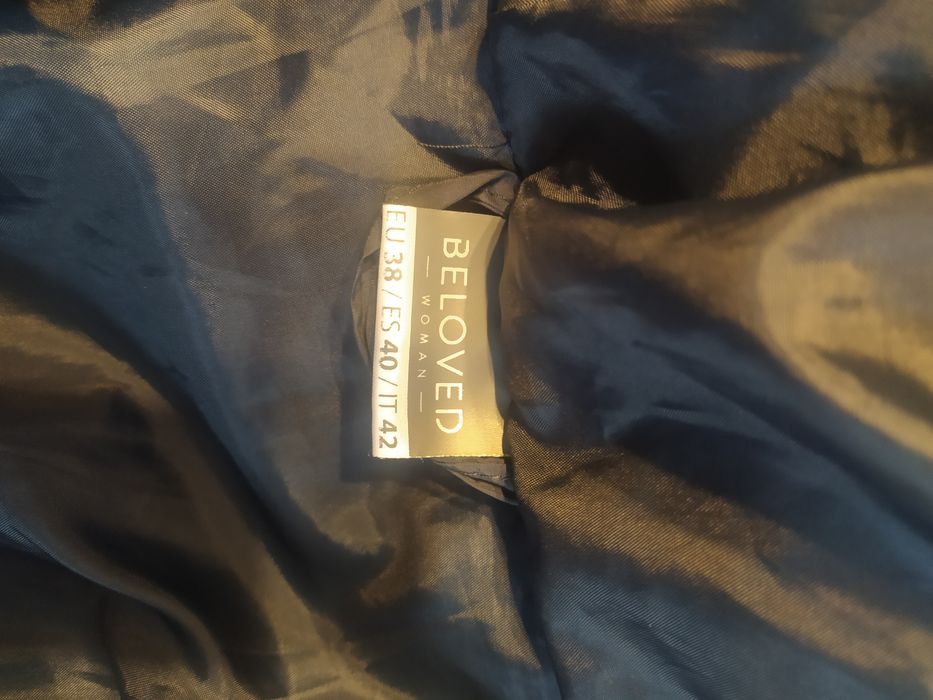 BELOVED
— WOMAN —
EU 38 / ES 40 / IT 42